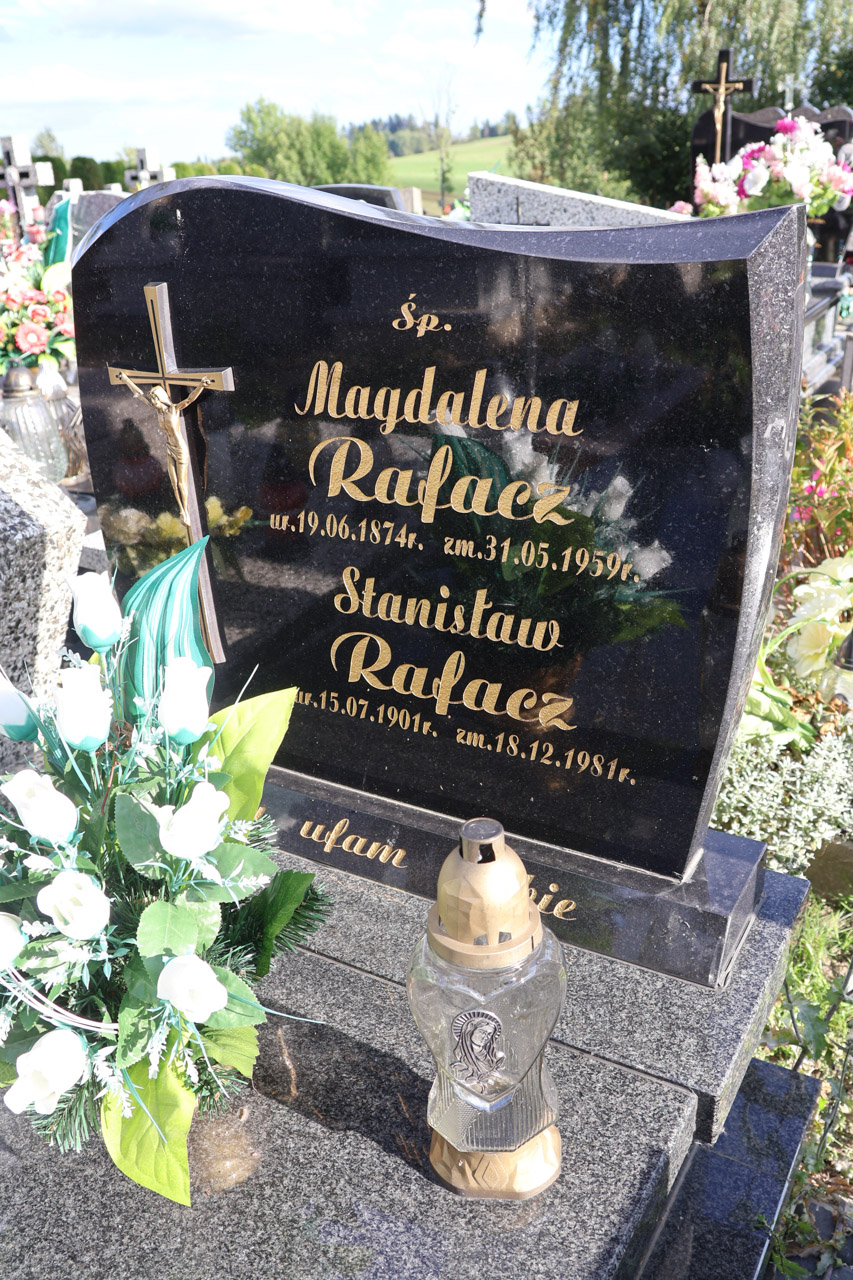 Śp.
Magdalena
Rafacz
ur.19.06.1874r. zm.31.05.1959r.
Stanisław
Rafacz
ur.15.07.1901r. zm.18.12.1981r.
ufam